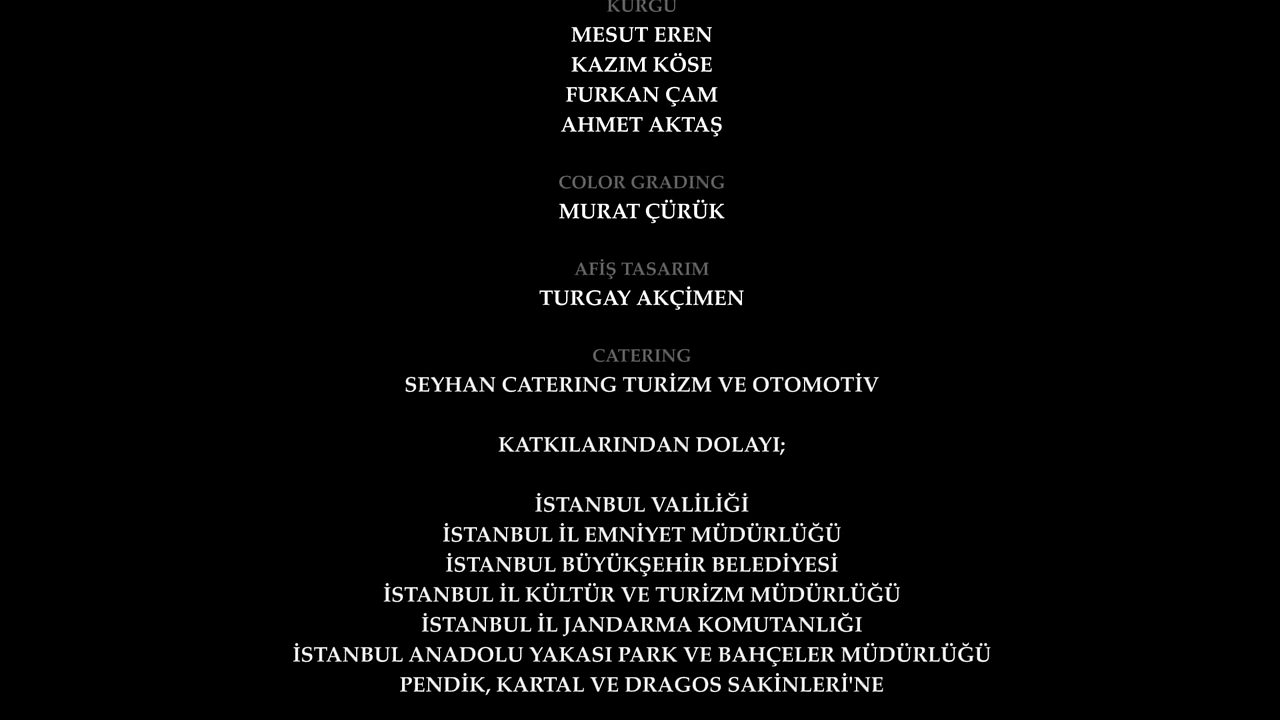 KURGU
MESUT EREN
KAZIM KÖSE
FURKAN ÇAM
AHMET AKTAŞ
COLOR GRADING
MURAT ÇÜRÜK
AFİŞ TASARIM
TURGAY AKÇİMEN
CATERING
SEYHAN CATERING TURİZM VE OTOMOTİV
KATKILARINDAN DOLAYI;
İSTANBUL VALİLİĞİ
İSTANBUL İL EMNİYET MÜDÜRLÜĞÜ
İSTANBUL BÜYÜKŞEHİR BELEDİYESİ
İSTANBUL İL KÜLTÜR VE TURİZM MÜDÜRLÜĞÜ
İSTANBUL İL JANDARMA KOMUTANLIĞI
İSTANBUL ANADOLU YAKASI PARK VE BAHÇELER MÜDÜRLÜĞÜ
PENDİK, KARTAL VE DRAGOS SAKİNLERİ'NE